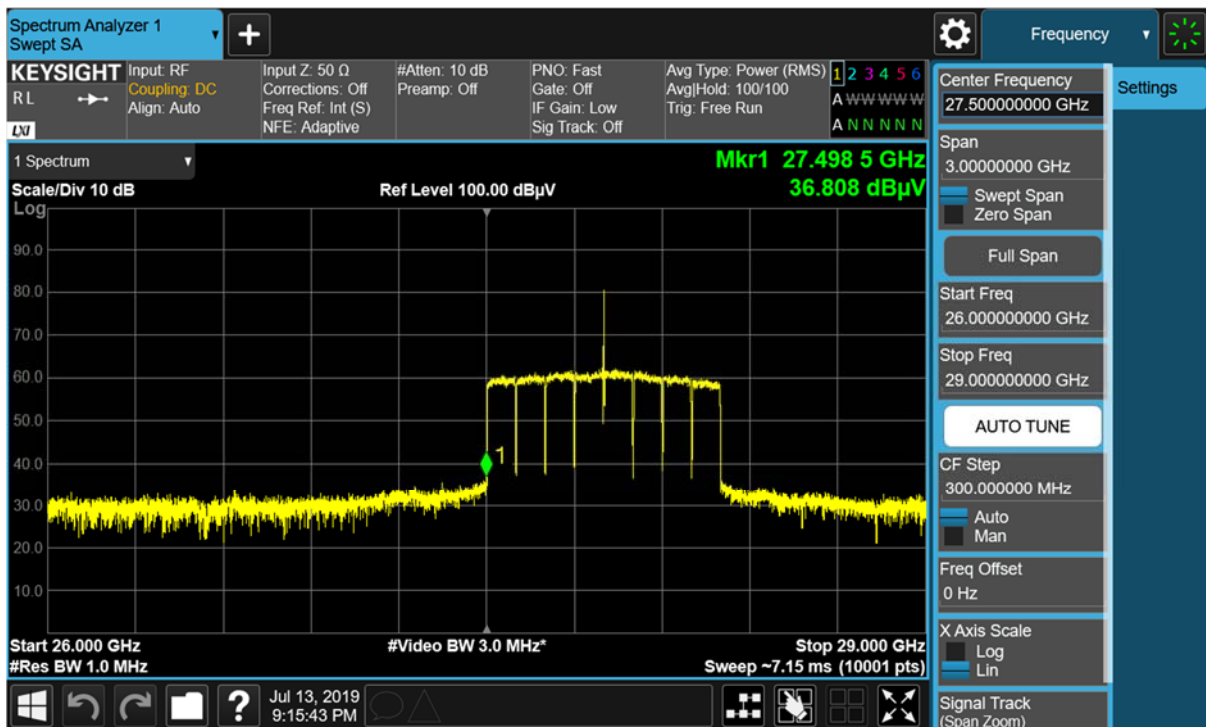 Spectrum Analyzer 1
Swept SA
+
Frequency
KEYSIGHT
RL
LXI
Input: RF
Coupling: DC
Align: Auto
Input Z: 50 Ω
Corrections: Off
Freq Ref: Int (S)
NFE: Adaptive
#Atten: 10 dB
Preamp: Off
PNO: Fast
Gate: Off
IF Gain: Low
Sig Track: Off
Avg Type: Power (RMS)
Avg|Hold: 100/100
Trig: Free Run
1 2 3 4 5 6
A W W W W W
A N N N N N
1 Spectrum
Mkr1 27.498 5 GHz
36.808 dBµV
Scale/Div 10 dB
Ref Level 100.00 dBµV
Log
90.0
80.0
70.0
60.0
50.0
40.0
30.0
20.0
10.0
1
Start 26.000 GHz
#Video BW 3.0 MHz*
Stop 29.000 GHz
#Res BW 1.0 MHz
Sweep ~7.15 ms (10001 pts)
?
Jul 13, 2019
9:15:43 PM
Center Frequency
27.500000000 GHz
Span
3.00000000 GHz
Swept Span
Zero Span
Full Span
Start Freq
26.000000000 GHz
Stop Freq
29.000000000 GHz
AUTO TUNE
CF Step
300.000000 MHz
Auto
Man
Freq Offset
0 Hz
X Axis Scale
Log
Lin
Signal Track
(Span Zoom)
Settings